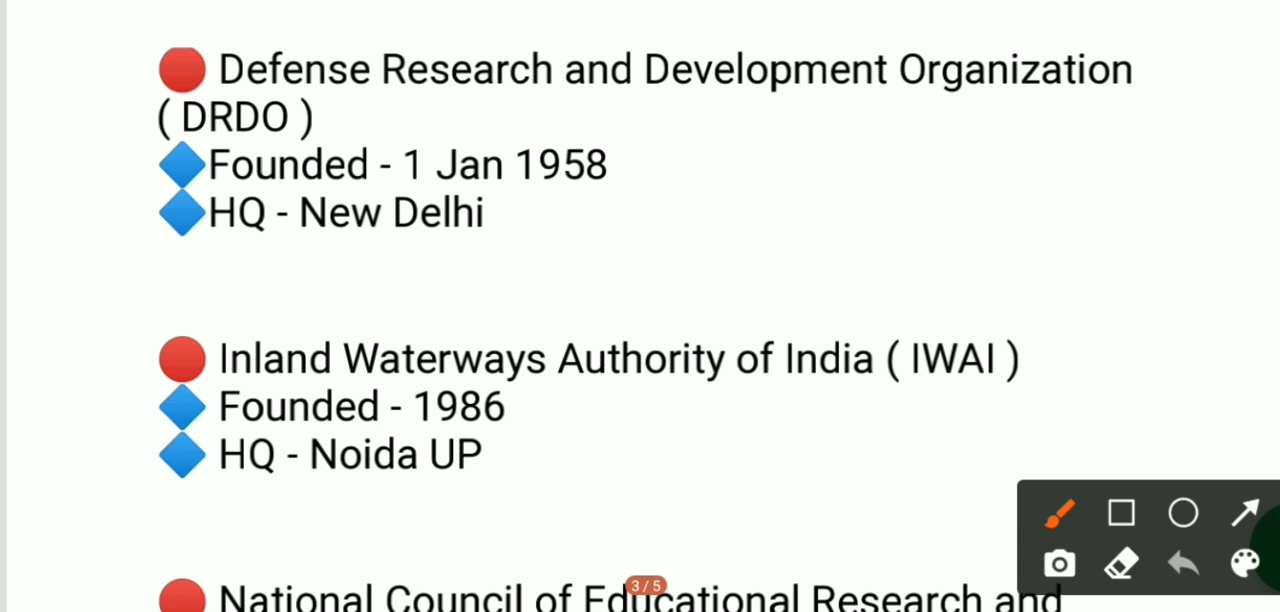 🔴 Defense Research and Development Organization
( DRDO )
🔷Founded - 1 Jan 1958
🔷HQ - New Delhi
🔴 Inland Waterways Authority of India ( IWAI )
🔷 Founded - 1986
🔷 HQ - Noida UP
🔴 National Council of Educational Research and
3 / 5